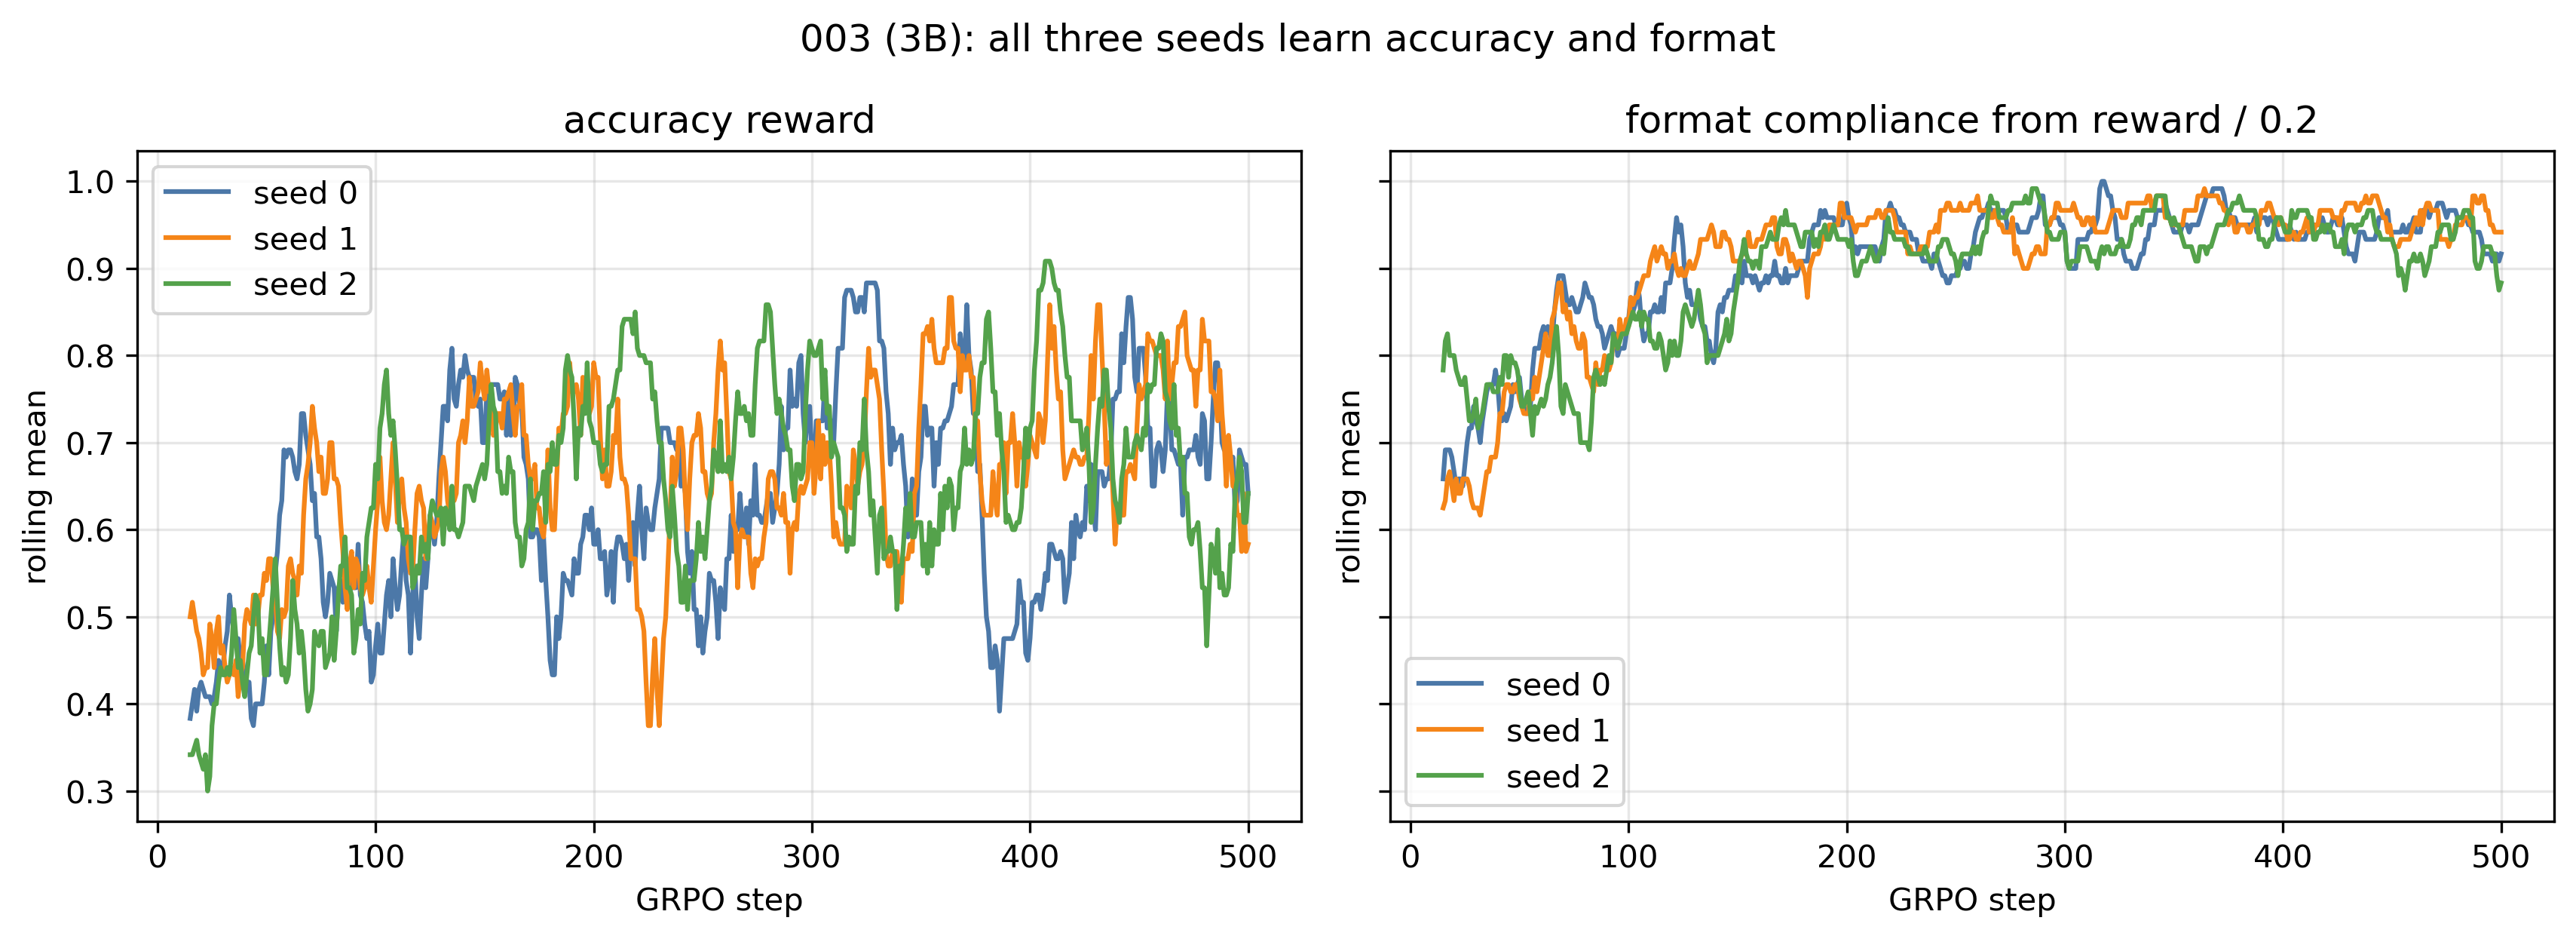 003 (3B): all three seeds learn accuracy and format
accuracy reward
seed 0
seed 1
seed 2
1.0
0.9
0.8
0.7
0.6
0.5
0.4
0.3
rolling mean
0 100 200 300 400 500
GRPO step
format compliance from reward / 0.2
rolling mean
seed 0
seed 1
seed 2
0 100 200 300 400 500
GRPO step